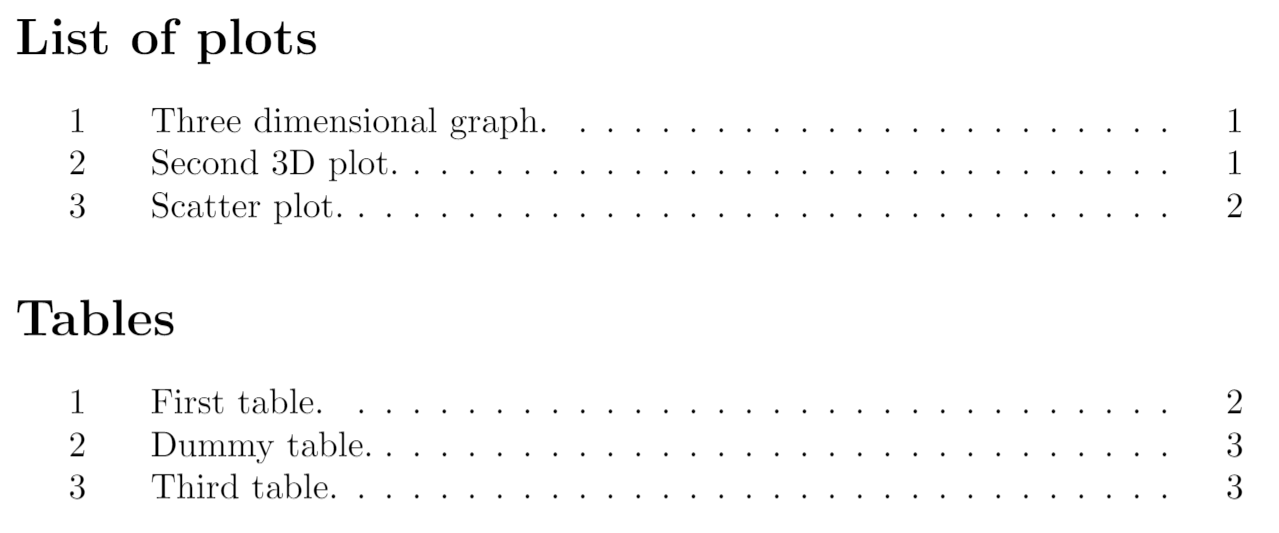 List of plots
1 Three dimensional graph. . . . . . . . . . . . . . . . . . . . . . . 1
2 Second 3D plot. . . . . . . . . . . . . . . . . . . . . . . . . . . . . 1
3 Scatter plot. . . . . . . . . . . . . . . . . . . . . . . . . . . . . . . 2
Tables
1 First table. . . . . . . . . . . . . . . . . . . . . . . . . . . . . . . 2
2 Dummy table. . . . . . . . . . . . . . . . . . . . . . . . . . . . . . 3
3 Third table. . . . . . . . . . . . . . . . . . . . . . . . . . . . . . . 3